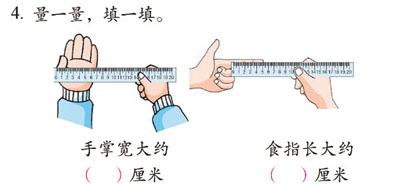 4. 量一量，填一填。
手掌宽大约
食指长大约
（ ）厘米
（ ）厘米